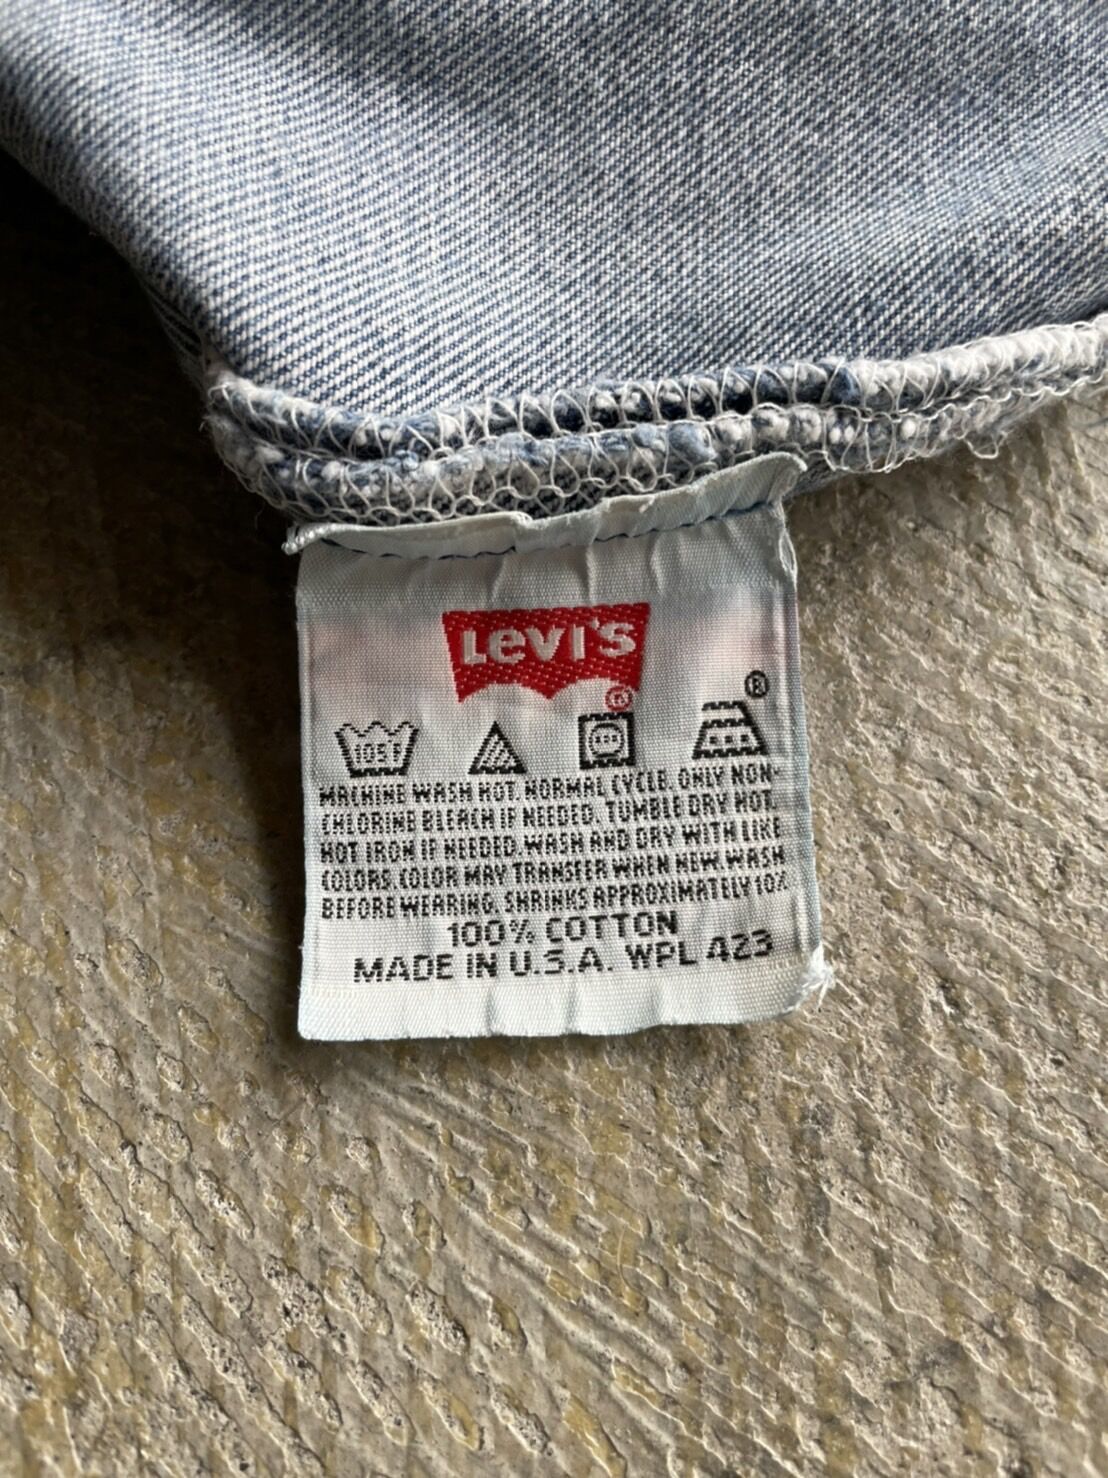 Levi's
®
®
105°F
MACHINE WASH HOT. NORMAL CYCLE. ONLY NON-
CHLORINE BLEACH IF NEEDED. TUMBLE DRY HOT.
HOT IRON IF NEEDED. WASH AND DRY WITH LIKE
COLORS. COLOR MAY TRANSFER WHEN NEW. WASH
BEFORE WEARING. SHRINKS APPROXIMATELY 10%
100% COTTON
MADE IN U.S.A. WPL 423